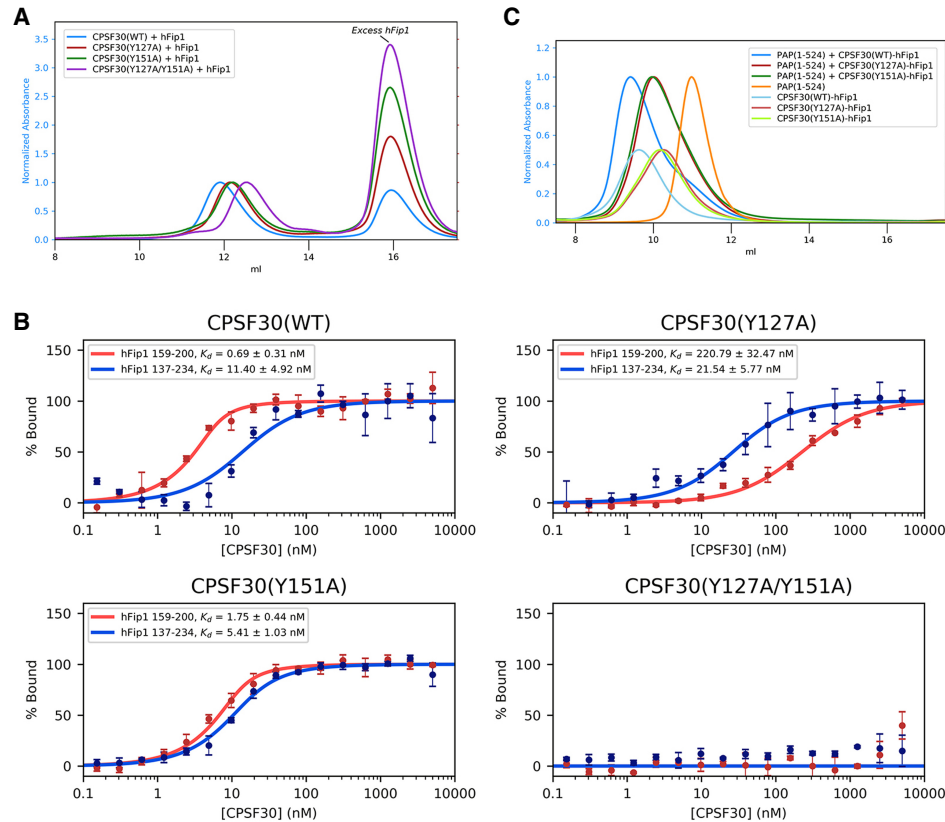 A
CPSF30(WT) + hFip1
CPSF30(Y127A) + hFip1
CPSF30(Y151A) + hFip1
CPSF30(Y127A/Y151A) + hFip1
Excess hFip1
Normalized Absorbance
3.5
3.0
2.5
2.0
1.5
1.0
0.5
0.0
8 10 12 14 16
ml
C
PAP(1-524) + CPSF30(WT)-hFip1
PAP(1-524) + CPSF30(Y127A)-hFip1
PAP(1-524) + CPSF30(Y151A)-hFip1
PAP(1-524)
CPSF30(WT)-hFip1
CPSF30(Y127A)-hFip1
CPSF30(Y151A)-hFip1
Normalized Absorbance
1.2
1.0
0.8
0.6
0.4
0.2
0.0
8 10 12 14 16
ml
B
CPSF30(WT)
hFip1 159-200, Kd = 0.69 ± 0.31 nM
hFip1 137-234, Kd = 11.40 ± 4.92 nM
% Bound
150
100
50
0
0.1 1 10 100 1000 10000
[CPSF30] (nM)
CPSF30(Y127A)
hFip1 159-200, Kd = 220.79 ± 32.47 nM
hFip1 137-234, Kd = 21.54 ± 5.77 nM
% Bound
150
100
50
0
0.1 1 10 100 1000 10000
[CPSF30] (nM)
CPSF30(Y151A)
hFip1 159-200, Kd = 1.75 ± 0.44 nM
hFip1 137-234, Kd = 5.41 ± 1.03 nM
% Bound
150
100
50
0
0.1 1 10 100 1000 10000
[CPSF30] (nM)
CPSF30(Y127A/Y151A)
% Bound
150
100
50
0
0.1 1 10 100 1000 10000
[CPSF30] (nM)